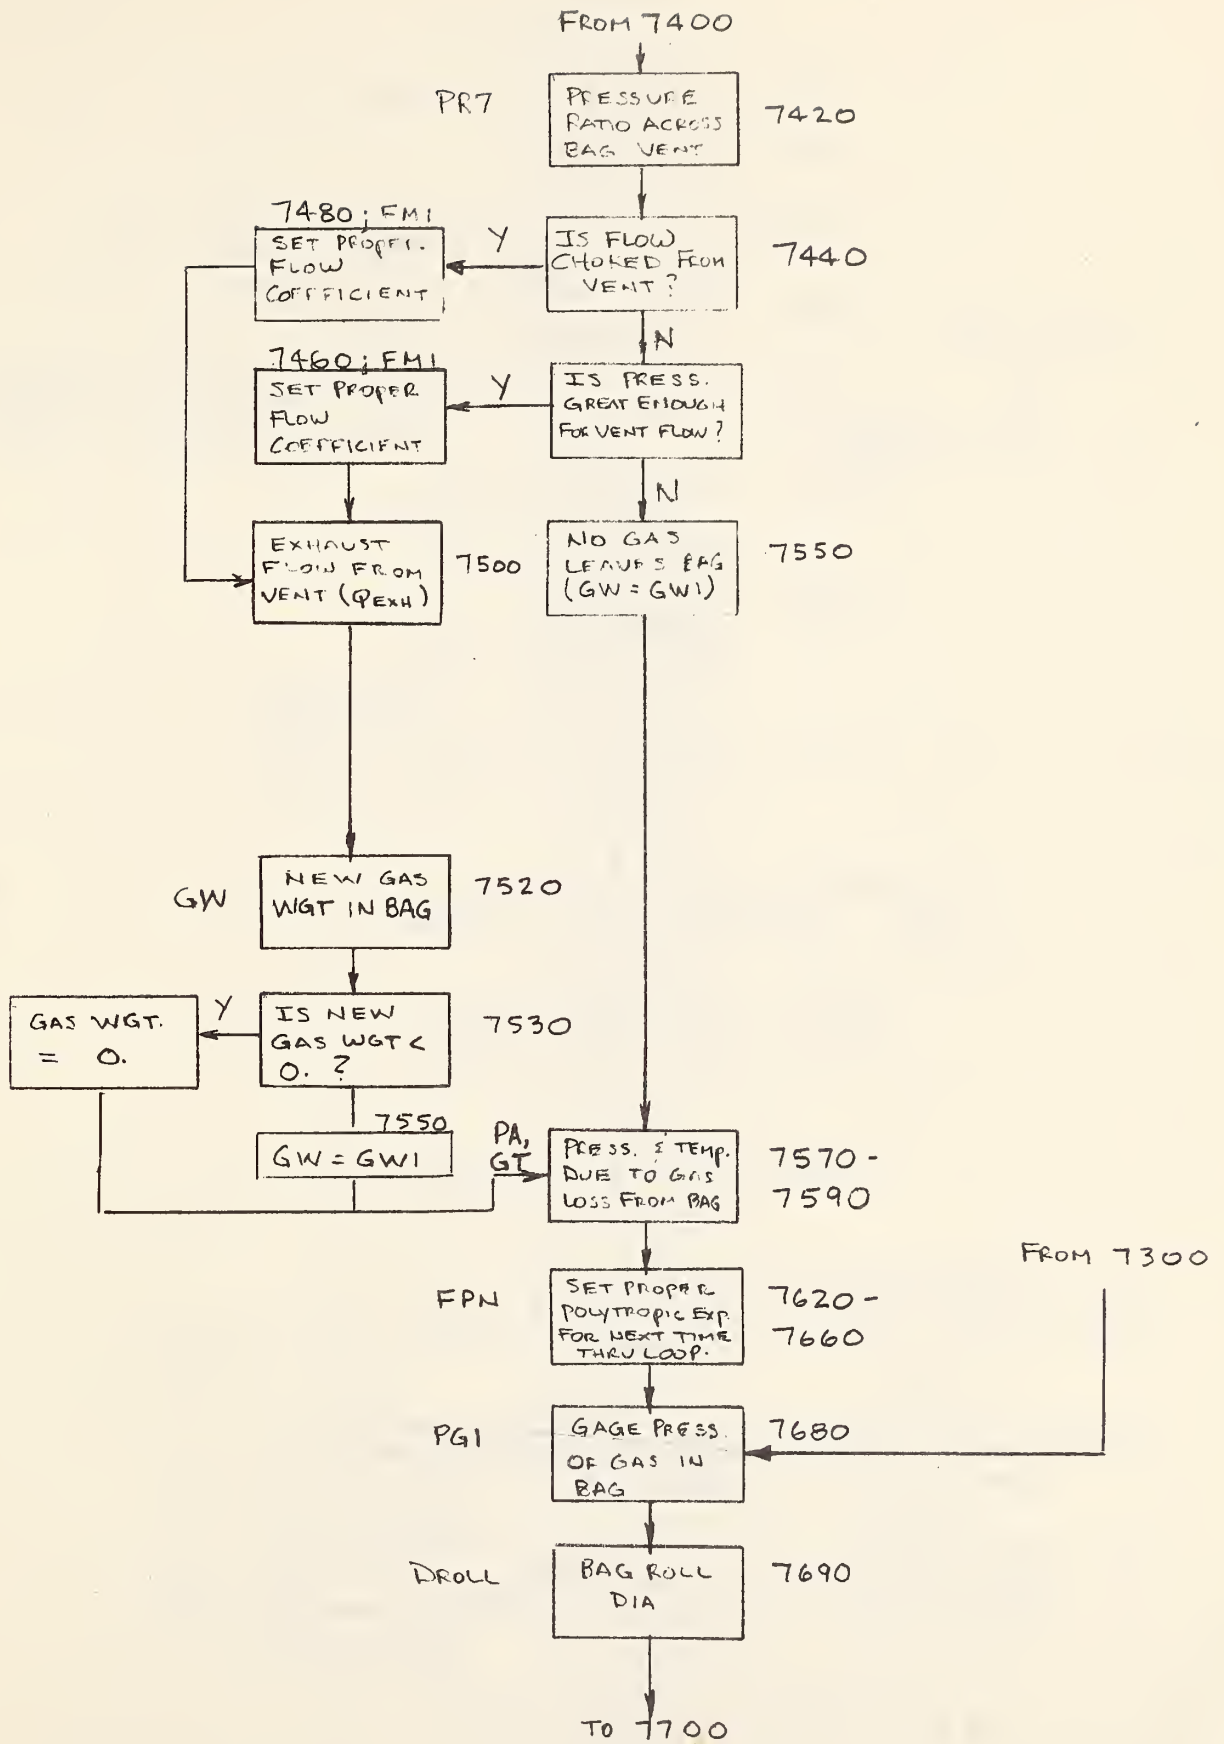 FROM 7400
PR7
PRESSURE
RATIO ACROSS
BAG VENT
7420
7480; FM1
SET PROPER
FLOW
COEFFICIENT
Y
IS FLOW
CHOKED FROM
VENT?
7440
N
7460; FM1
SET PROPER
FLOW
COEFFICIENT
Y
IS PRESS.
GREAT ENOUGH
FOR VENT FLOW?
N
EXHAUST
FLOW FROM
VENT (QEXH)
7500
NO GAS
LEAVES BAG
(GW = GW1)
7550
GW
NEW GAS
WGT IN BAG
7520
GAS WGT.
= 0.
Y
IS NEW
GAS WGT <
0. ?
7530
7550
GW = GW1
PA,
GT
PRESS. & TEMP.
DUE TO GAS
LOSS FROM BAG
7570 -
7590
FROM 7300
FPN
SET PROPER
POLYTROPIC EXP.
FOR NEXT TIME
THRU LOOP.
7620 -
7660
PG1
GAGE PRESS.
OF GAS IN
BAG
7680
DROLL
BAG ROLL
DIA
7690
TO 7700